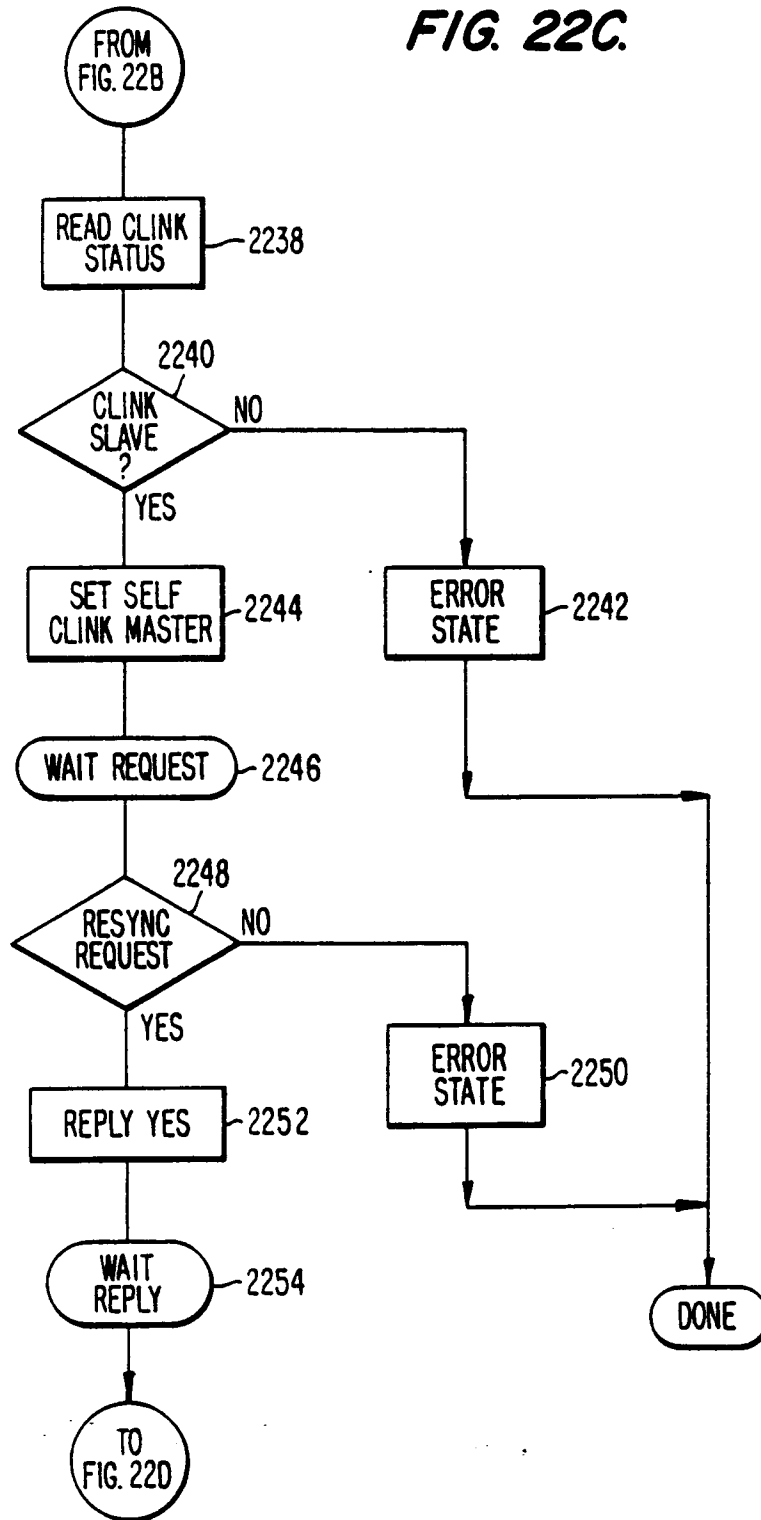 FIG. 22C.
FROM
FIG. 22B
READ CLINK
STATUS
2238
2240
CLINK
SLAVE
?
NO
YES
SET SELF
CLINK MASTER
2244
ERROR
STATE
2242
WAIT REQUEST
2246
2248
RESYNC
REQUEST
NO
YES
ERROR
STATE
2250
REPLY YES
2252
WAIT
REPLY
2254
DONE
TO
FIG. 22D